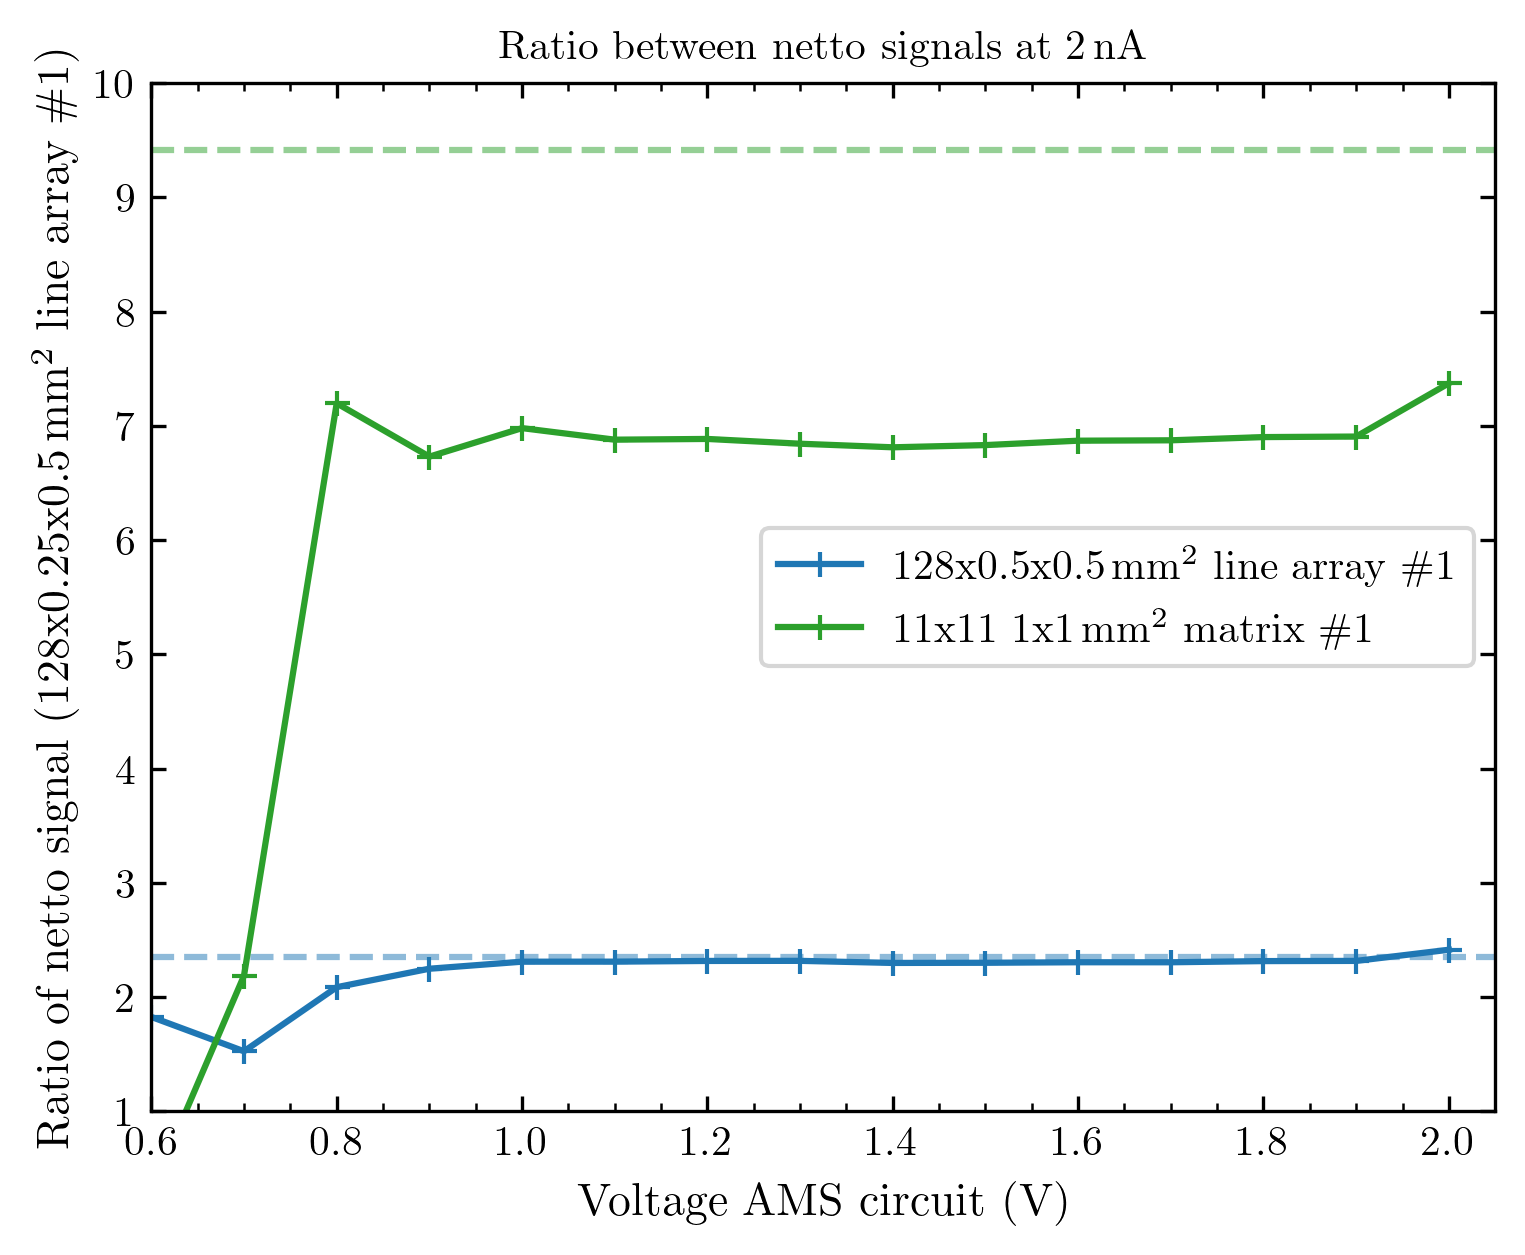 Ratio between netto signals at 2 nA
Ratio of netto signal (128x0.25x0.5 mm² line array #1)
10
9
8
7
6
5
4
3
2
1
128x0.5x0.5 mm² line array #1
11x11 1x1 mm² matrix #1
0.6 0.8 1.0 1.2 1.4 1.6 1.8 2.0
Voltage AMS circuit (V)